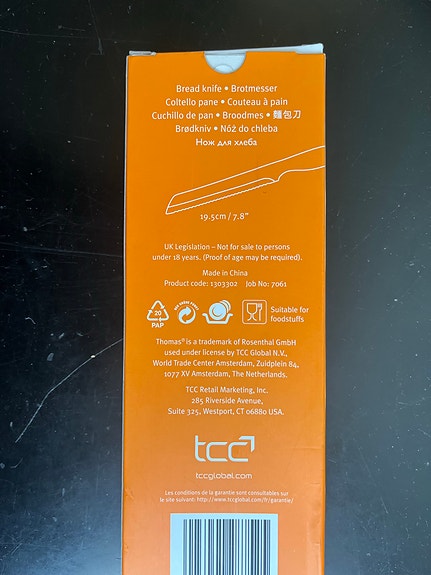 Bread knife • Brotmesser
Coltello pane • Couteau à pain
Cuchillo de pan • Broodmes • 麵包刀
Brødkniv • Nóż do chleba
Нож для хлеба
19.5cm / 7.8"
UK Legislation – Not for sale to persons
under 18 years. (Proof of age may be required).
Made in China
Product code: 1303302 Job No: 7061
20
PAP
Suitable for
foodstuffs
Thomas® is a trademark of Rosenthal GmbH
used under license by TCC Global N.V.,
World Trade Center Amsterdam, Zuidplein 84,
1077 XV Amsterdam, The Netherlands.
TCC Retail Marketing, Inc.
285 Riverside Avenue,
Suite 325, Westport, CT 06880 USA.
tcc
tccglobal.com
Les conditions de la garantie sont consultables sur
le site suivant: http://www.tccglobal.com/fr/garantie/